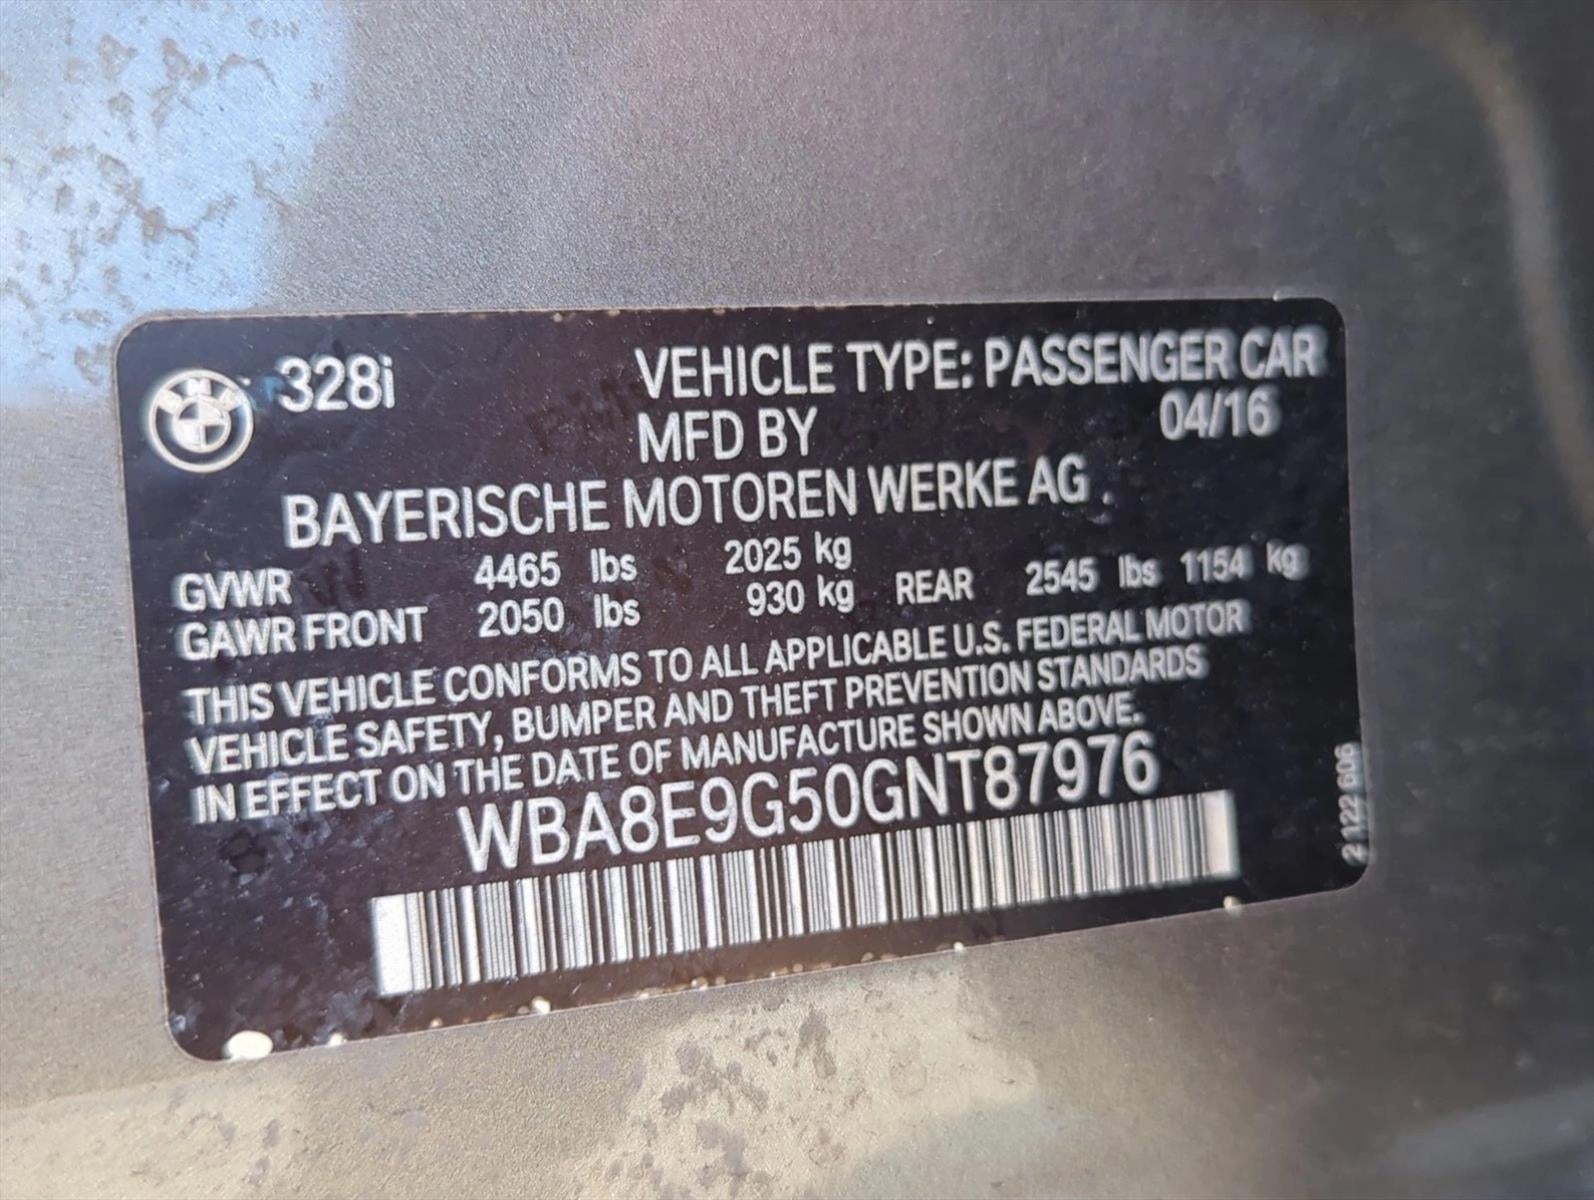 328i VEHICLE TYPE: PASSENGER CAR
MFD BY 04/16
BAYERISCHE MOTOREN WERKE AG .
GVWR 4465 lbs 2025 kg
GAWR FRONT 2050 lbs 930 kg REAR 2545 lbs 1154 kg
THIS VEHICLE CONFORMS TO ALL APPLICABLE U.S. FEDERAL MOTOR
VEHICLE SAFETY, BUMPER AND THEFT PREVENTION STANDARDS
IN EFFECT ON THE DATE OF MANUFACTURE SHOWN ABOVE.
WBA8E9G50GNT87976
2 122 606